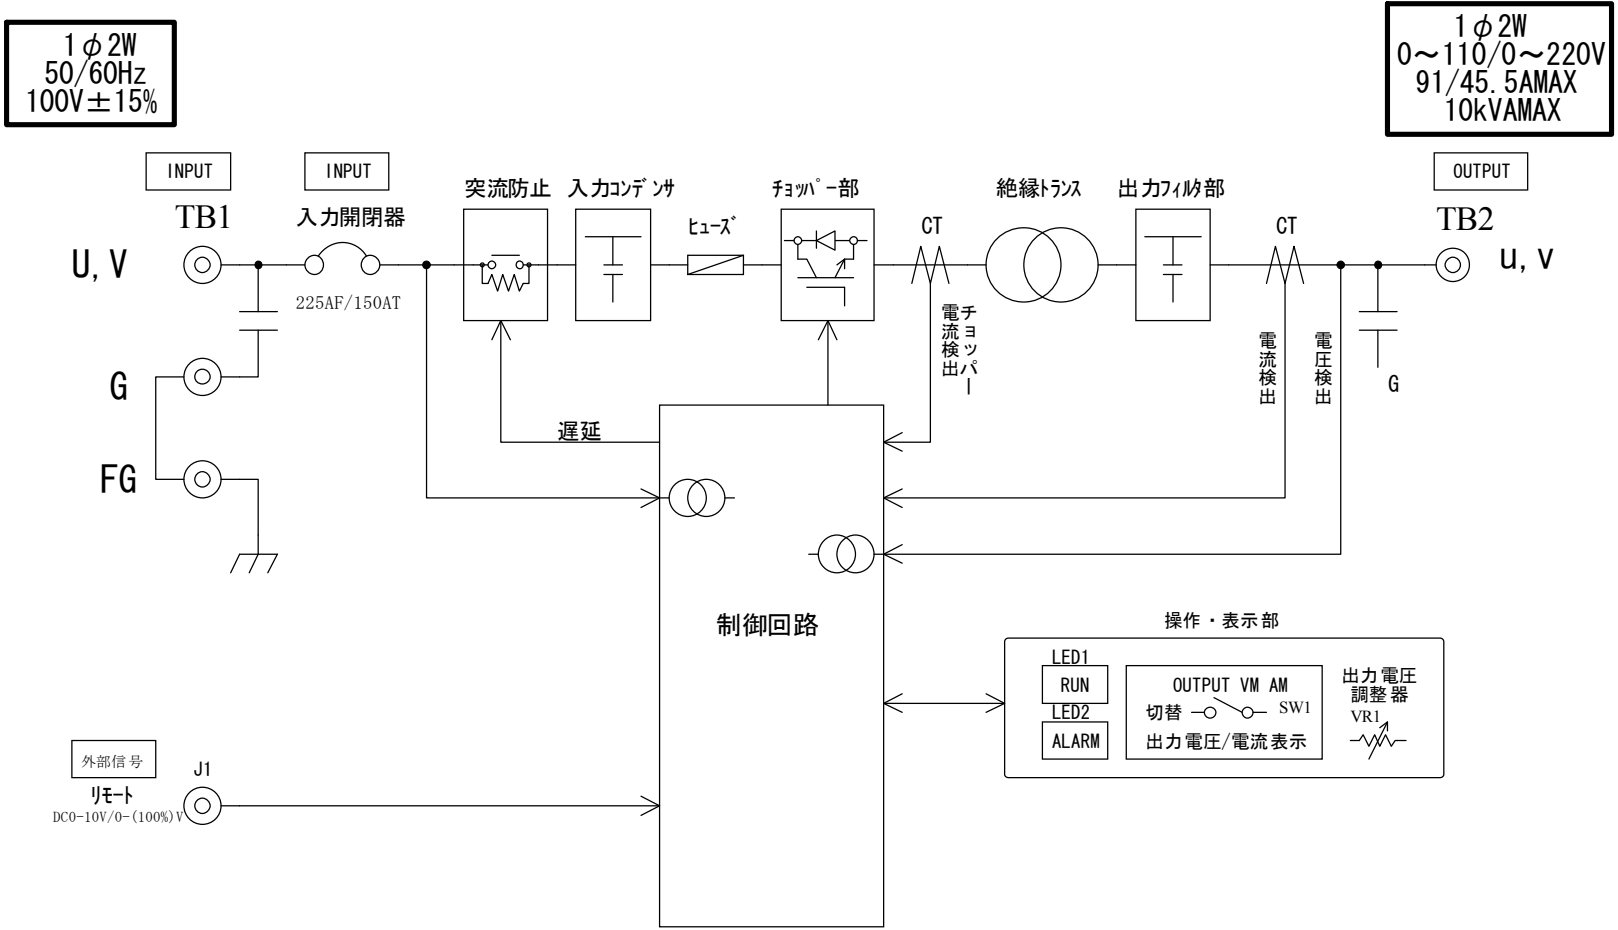 1φ2W
50/60Hz
100V±15%
1φ2W
0～110/0～220V
91/45.5AMAX
10kVAMAX
INPUT
INPUT
OUTPUT
TB1
入力開閉器
突流防止
入力コンデンサ
ヒューズ
チョッパー部
CT
絶縁トランス
出力フィルタ部
CT
TB2
U,V
225AF/150AT
u,v
チョッパー
電流検出
電流検出
電圧検出
G
G
遅延
FG
制御回路
操作・表示部
LED1
RUN
LED2
ALARM
OUTPUT VM AM
切替
SW1
出力電圧/電流表示
出力電圧
調整器
VR1
外部信号
J1
リモート
DC0-10V/0-(100%)V